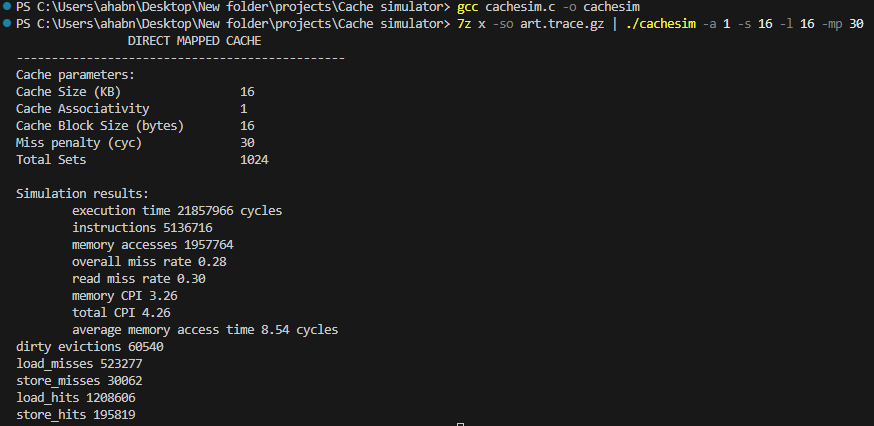 PS C:\Users\ahabn\Desktop\New folder\projects\Cache simulator> gcc cachesim.c -o cachesim
PS C:\Users\ahabn\Desktop\New folder\projects\Cache simulator> 7z x -so art.trace.gz | ./cachesim -a 1 -s 16 -l 16 -mp 30
DIRECT MAPPED CACHE
-----------------------------------------------
Cache parameters:
Cache Size (KB) 16
Cache Associativity 1
Cache Block Size (bytes) 16
Miss penalty (cyc) 30
Total Sets 1024
Simulation results:
execution time 21857966 cycles
instructions 5136716
memory accesses 1957764
overall miss rate 0.28
read miss rate 0.30
memory CPI 3.26
total CPI 4.26
average memory access time 8.54 cycles
dirty evictions 60540
load_misses 523277
store_misses 30062
load_hits 1208606
store_hits 195819